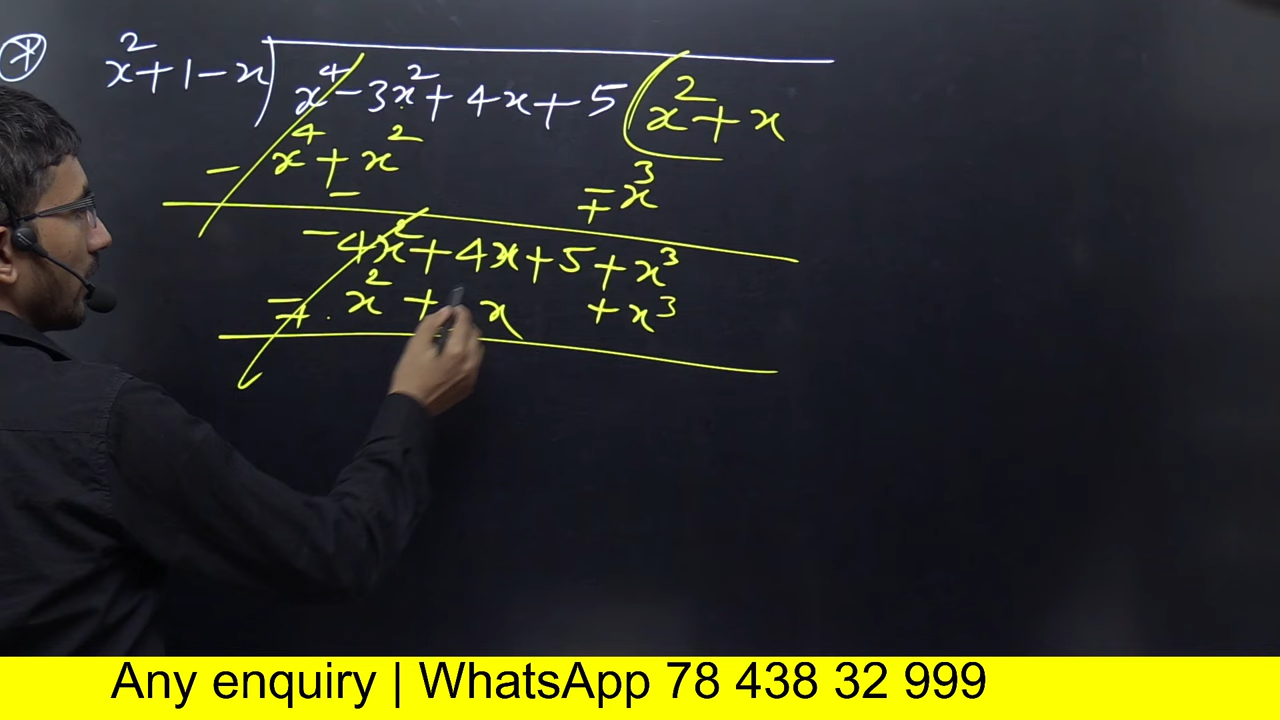 * x² + 1 - x ) x⁴ - 3x² + 4x + 5 ( x² + x
- x⁴ + x² ∓ x³
-
- 4x² + 4x + 5 + x³
∓ x² + x + x³
Any enquiry | WhatsApp 78 438 32 999